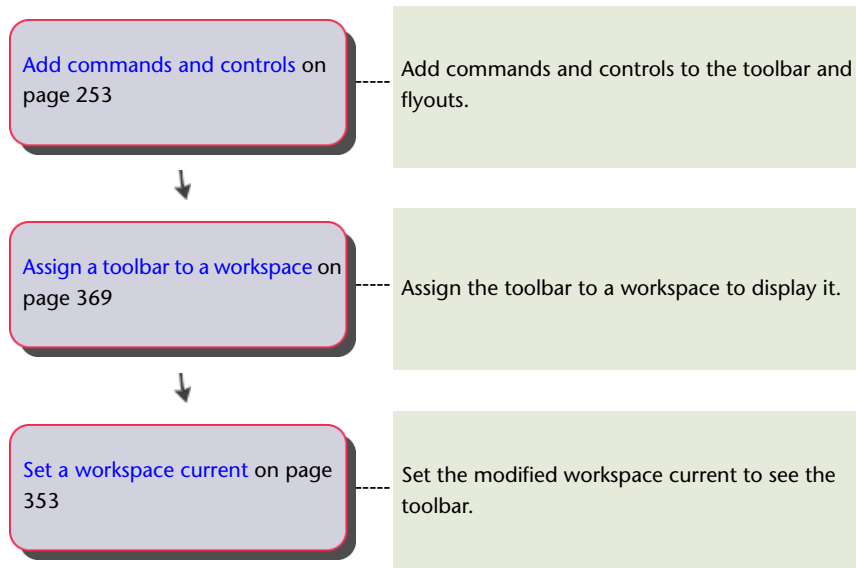 Add commands and controls on
page 253
Add commands and controls to the toolbar and
flyouts.
Assign a toolbar to a workspace on
page 369
Assign the toolbar to a workspace to display it.
Set a workspace current on page
353
Set the modified workspace current to see the
toolbar.